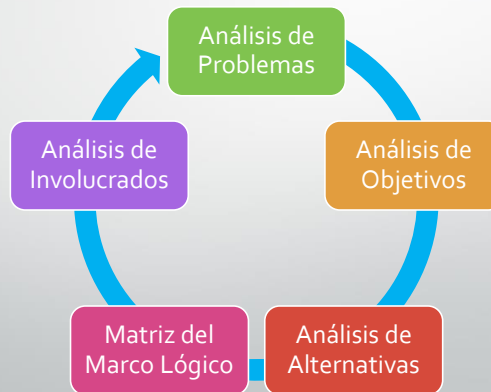 Análisis de
Problemas
Análisis de
Objetivos
Análisis de
Alternativas
Matriz del
Marco Lógico
Análisis de
Involucrados